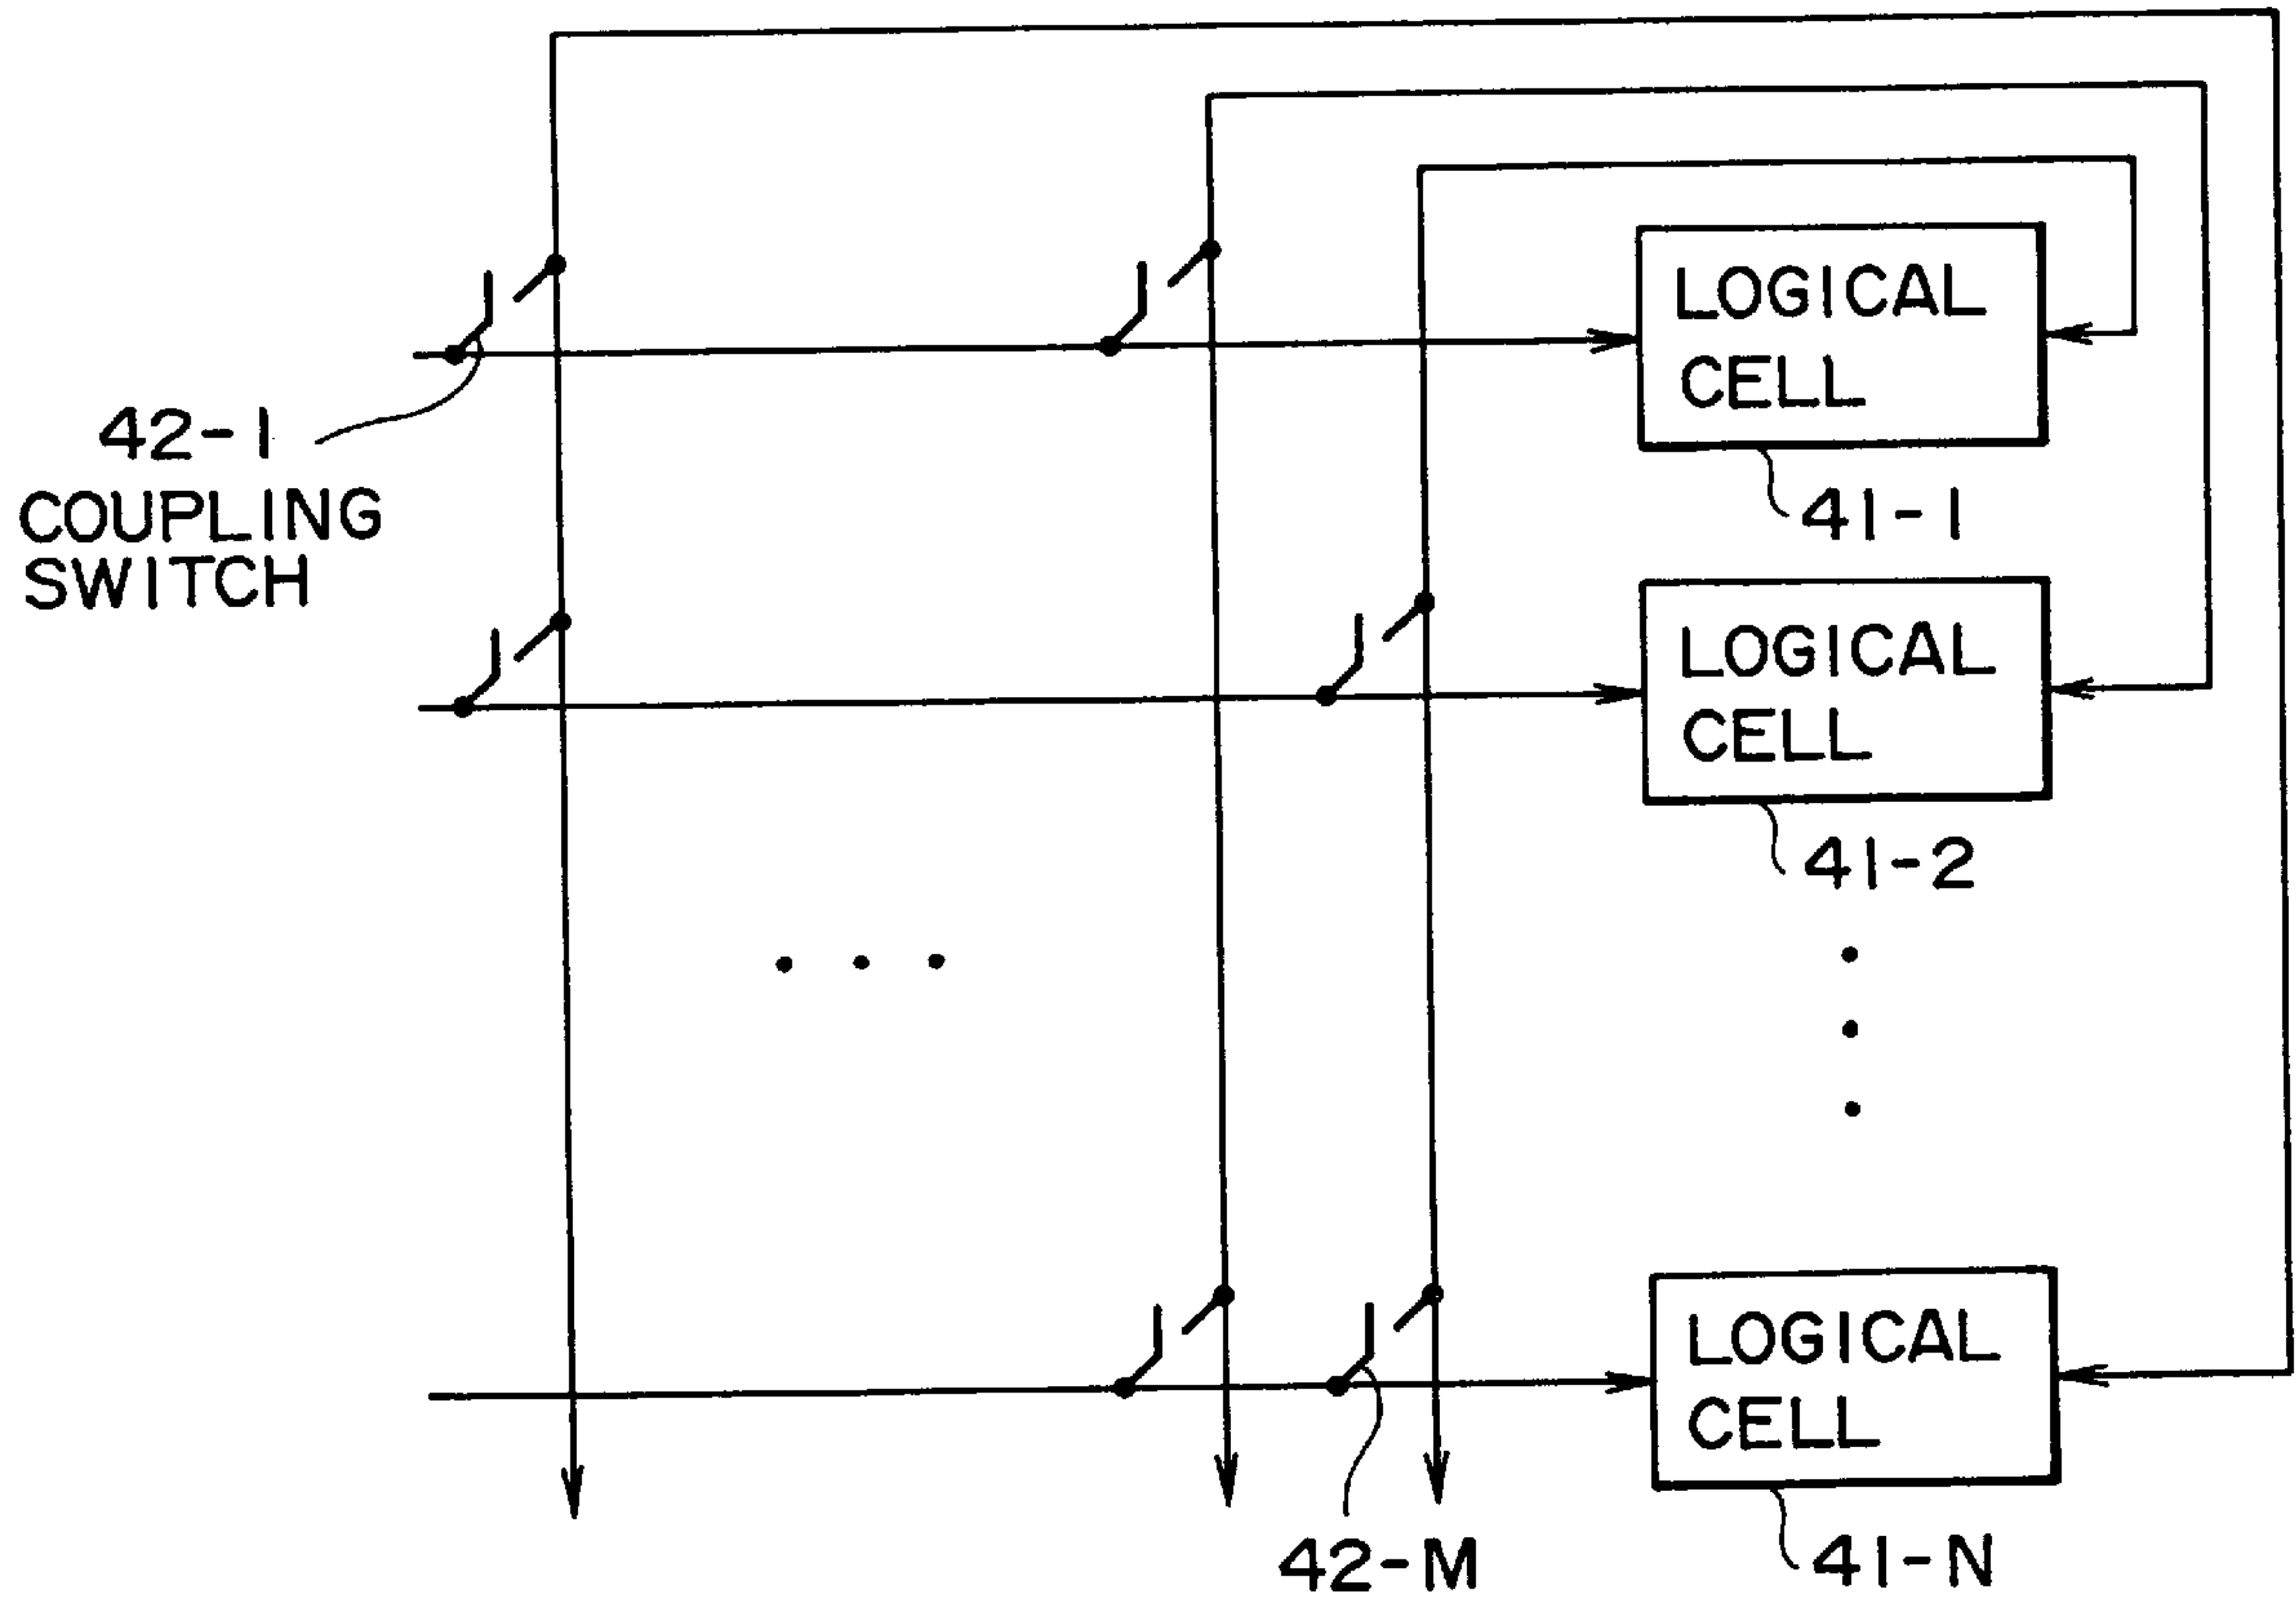 LOGICAL
CELL
42-1
COUPLING
SWITCH
41-1
LOGICAL
CELL
41-2
LOGICAL
CELL
42-M
41-N